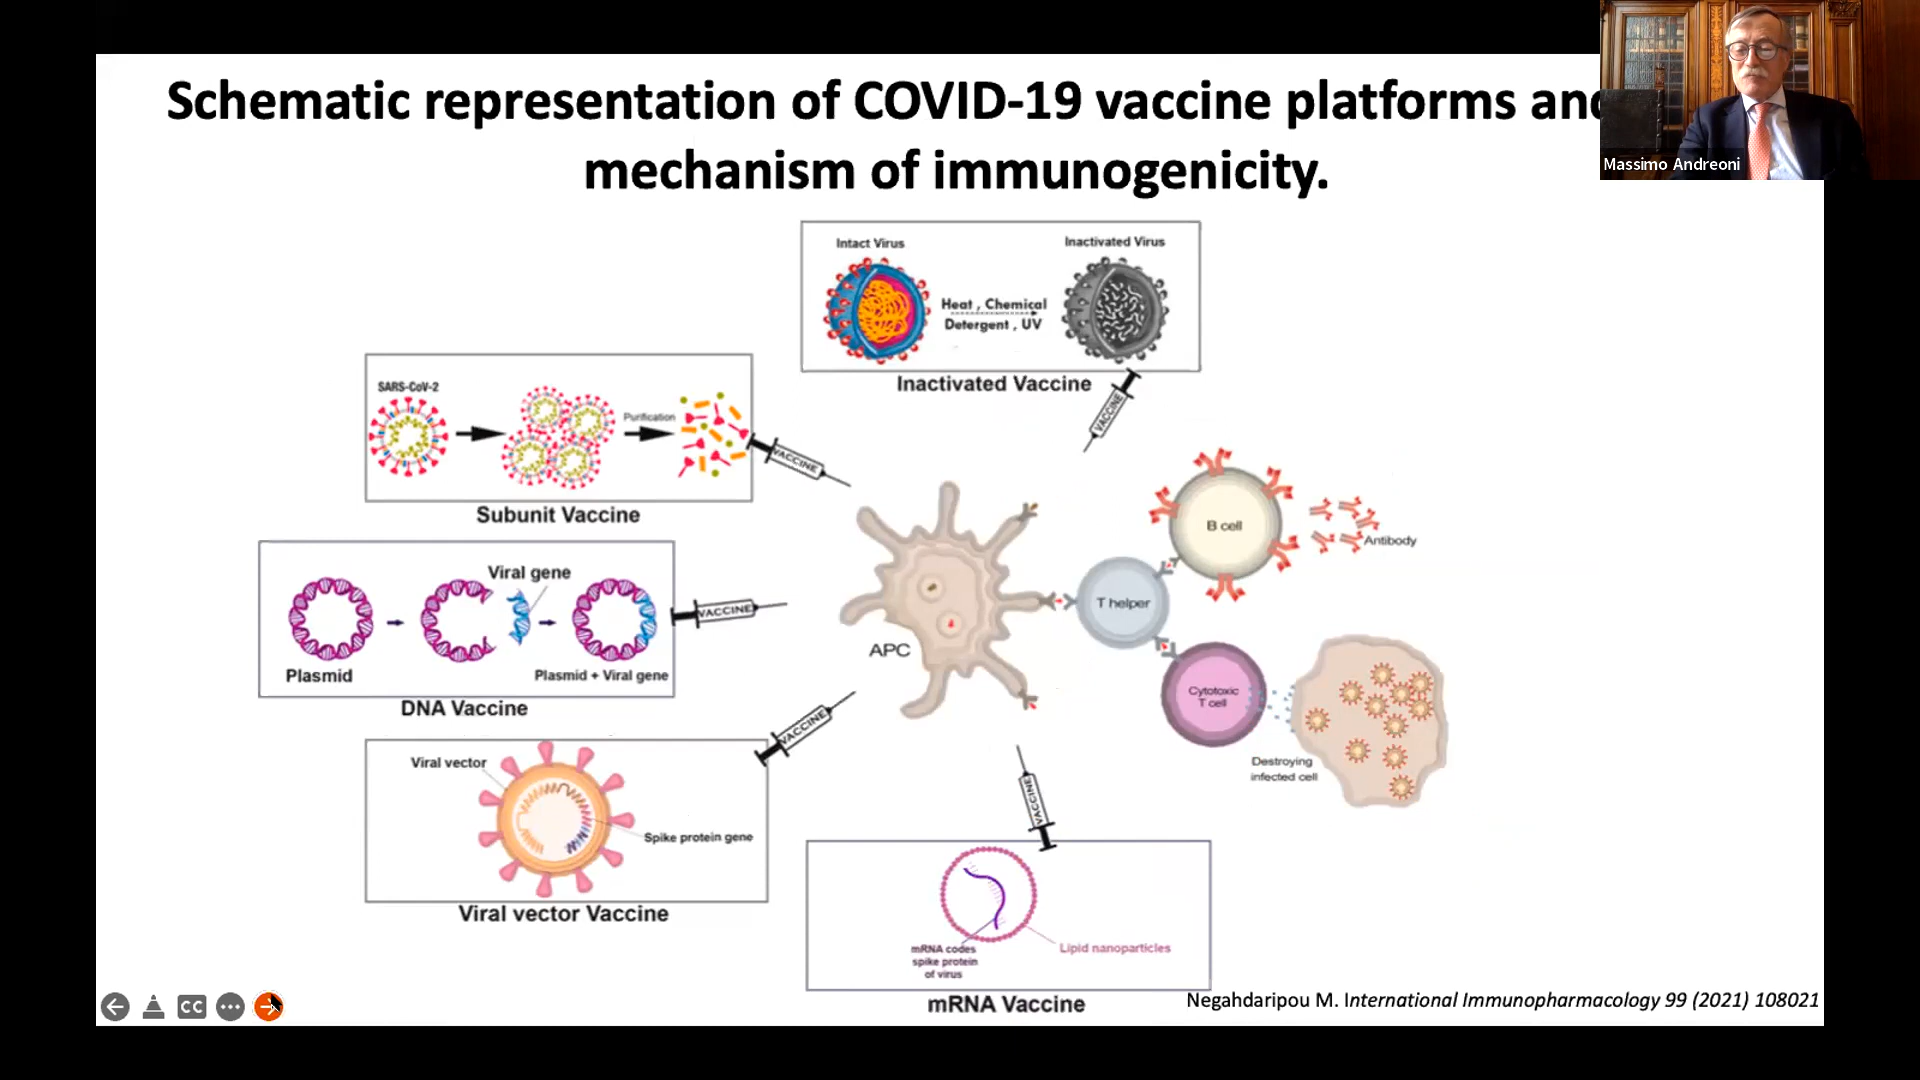 Schematic representation of COVID-19 vaccine platforms and
mechanism of immunogenicity.
Massimo Andreoni
Intact Virus
Inactivated Virus
Heat , Chemical
Detergent , UV
Inactivated Vaccine
VACCINE
SARS-CoV-2
Purification
VACCINE
Subunit Vaccine
B cell
Antibody
Viral gene
Plasmid
Plasmid + Viral gene
VACCINE
DNA Vaccine
APC
T helper
Cytotoxic
T cell
Destroying
infected cell
VACCINE
Viral vector
Spike protein gene
Viral vector Vaccine
VACCINE
mRNA codes
spike protein
of virus
Lipid nanoparticles
mRNA Vaccine
Negahdaripou M. International Immunopharmacology 99 (2021) 108021
CC